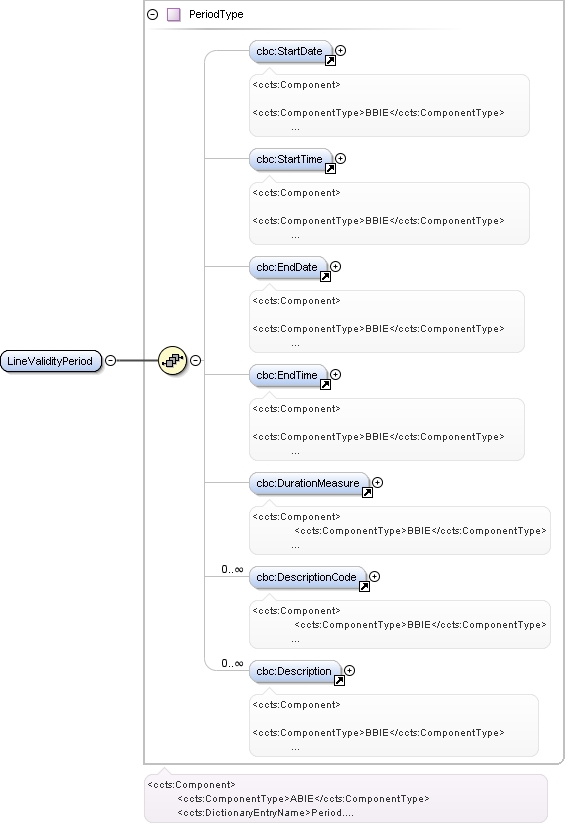 PeriodType
cbc:StartDate
<ccts:Component>
<ccts:ComponentType>BBIE</ccts:ComponentType>
...
cbc:StartTime
<ccts:Component>
<ccts:ComponentType>BBIE</ccts:ComponentType>
...
cbc:EndDate
<ccts:Component>
<ccts:ComponentType>BBIE</ccts:ComponentType>
...
LineValidityPeriod
cbc:EndTime
<ccts:Component>
<ccts:ComponentType>BBIE</ccts:ComponentType>
...
cbc:DurationMeasure
<ccts:Component>
<ccts:ComponentType>BBIE</ccts:ComponentType>
...
0..∞
cbc:DescriptionCode
<ccts:Component>
<ccts:ComponentType>BBIE</ccts:ComponentType>
...
0..∞
cbc:Description
<ccts:Component>
<ccts:ComponentType>BBIE</ccts:ComponentType>
...
<ccts:Component>
<ccts:ComponentType>ABIE</ccts:ComponentType>
<ccts:DictionaryEntryName>Period....